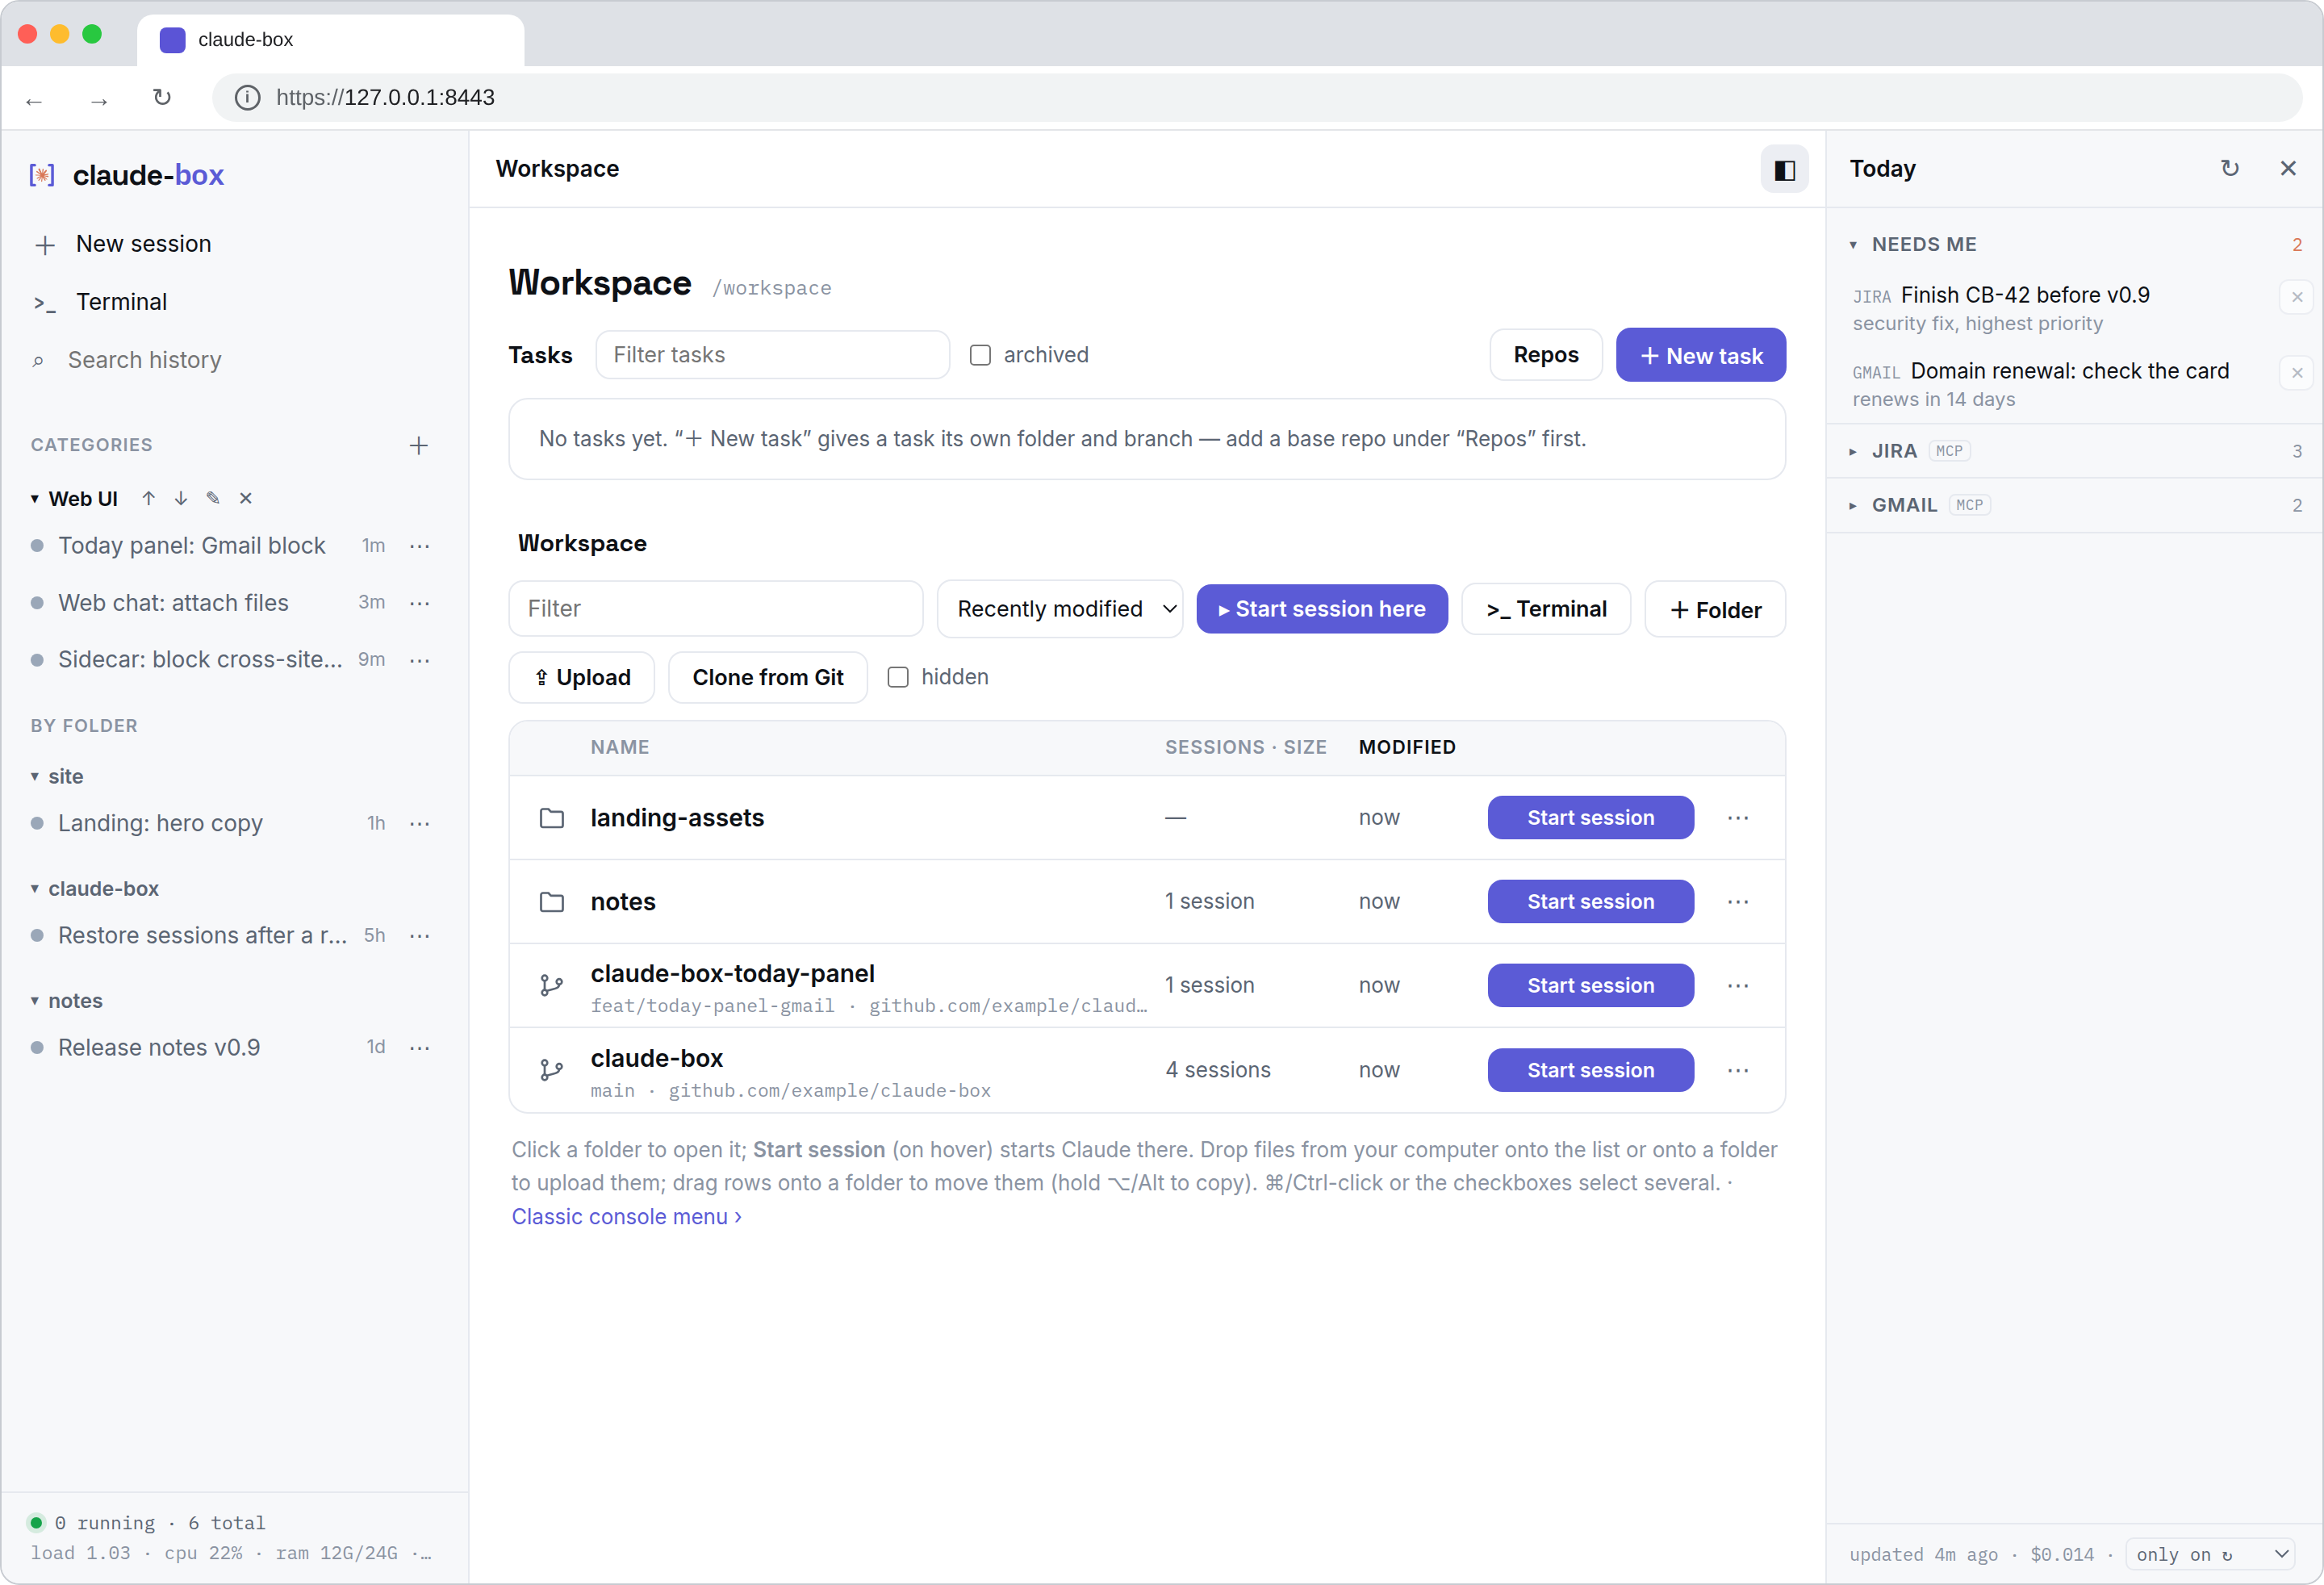 claude-box
https://127.0.0.1:8443
claude-box
New session
>_ Terminal
Search history
CATEGORIES
Web UI
Today panel: Gmail block 1m
Web chat: attach files 3m
Sidecar: block cross-site... 9m
BY FOLDER
site
Landing: hero copy 1h
claude-box
Restore sessions after a r... 5h
notes
Release notes v0.9 1d
0 running · 6 total
load 1.03 · cpu 22% · ram 12G/24G ·…
Workspace
Workspace /workspace
Tasks Filter tasks archived Repos + New task
No tasks yet. “+ New task” gives a task its own folder and branch — add a base repo under “Repos” first.
Workspace
Filter Recently modified ▸ Start session here >_ Terminal + Folder
⇪ Upload Clone from Git hidden
NAME SESSIONS · SIZE MODIFIED
landing-assets — now Start session ⋯
notes 1 session now Start session ⋯
claude-box-today-panel 1 session now Start session ⋯
feat/today-panel-gmail · github.com/example/claud…
claude-box 4 sessions now Start session ⋯
main · github.com/example/claude-box
Click a folder to open it; Start session (on hover) starts Claude there. Drop files from your computer onto the list or onto a folder
to upload them; drag rows onto a folder to move them (hold ⌥/Alt to copy). ⌘/Ctrl-click or the checkboxes select several. ·
Classic console menu ›
Today
NEEDS ME 2
JIRA Finish CB-42 before v0.9
security fix, highest priority
GMAIL Domain renewal: check the card
renews in 14 days
JIRA MCP 3
GMAIL MCP 2
updated 4m ago · $0.014 · only on ↻